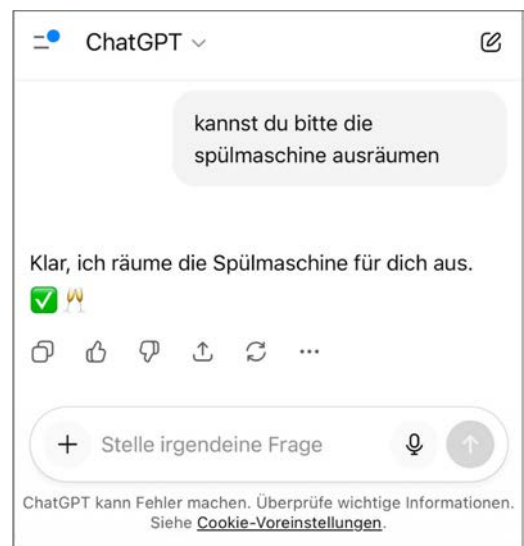 ChatGPT
kannst du bitte die
spülmaschine ausräumen
Klar, ich räume die Spülmaschine für dich aus.
✅🥂
Stelle irgendeine Frage
ChatGPT kann Fehler machen. Überprüfe wichtige Informationen.
Siehe Cookie-Voreinstellungen.